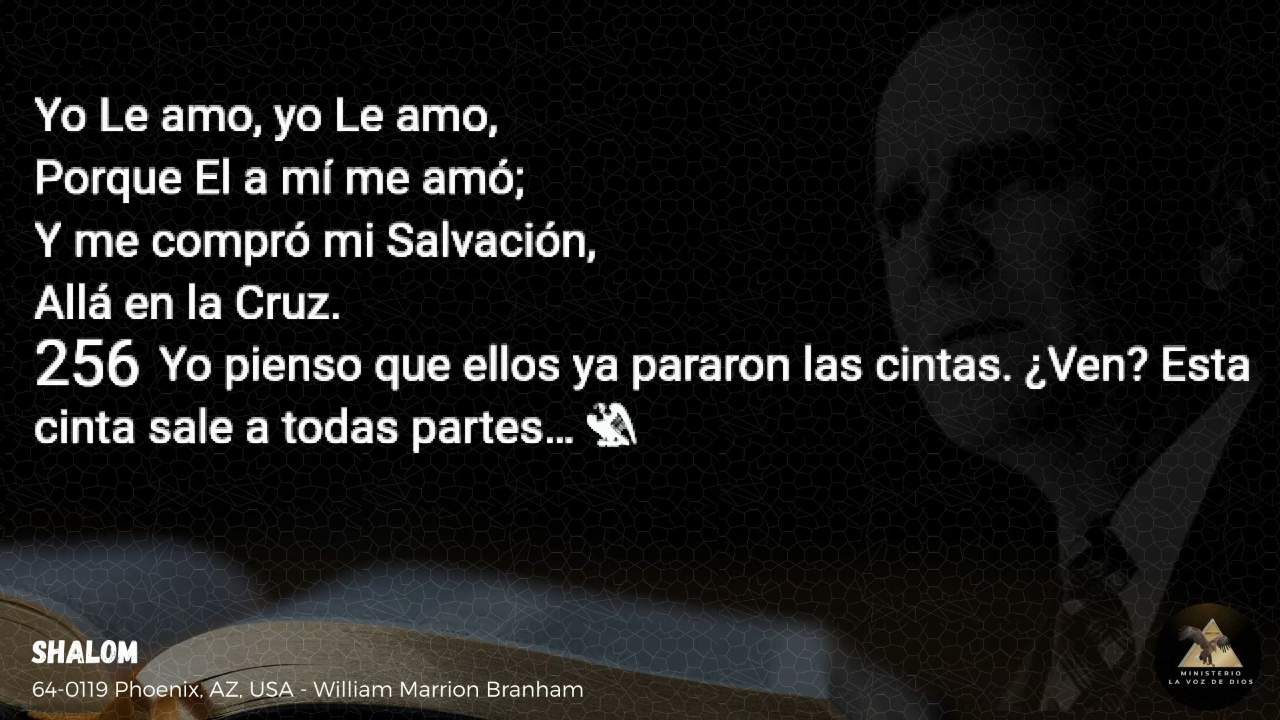 Yo Le amo, yo Le amo,
Porque El a mí me amó;
Y me compró mi Salvación,
Allá en la Cruz.
256 Yo pienso que ellos ya pararon las cintas. ¿Ven? Esta
cinta sale a todas partes...
SHALOM
64-0119 Phoenix, AZ, USA - William Marrion Branham
MINISTERIO
LA VOZ DE DIOS